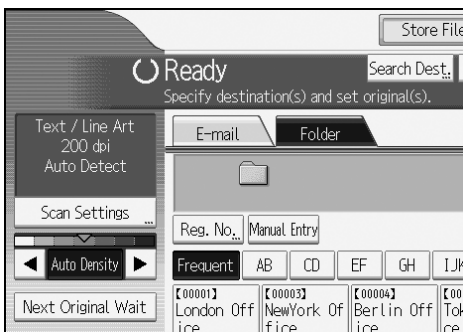 Store File
Ready
Search Dest.
Specify destination(s) and set original(s).
Text / Line Art
200 dpi
Auto Detect
E-mail
Folder
Scan Settings
Reg. No.
Manual Entry
Auto Density
Frequent
AB
CD
EF
GH
IJK
Next Original Wait
【00001】
London Off
ice
【00003】
NewYork Of
fice
【00004】
Berlin Off
ice